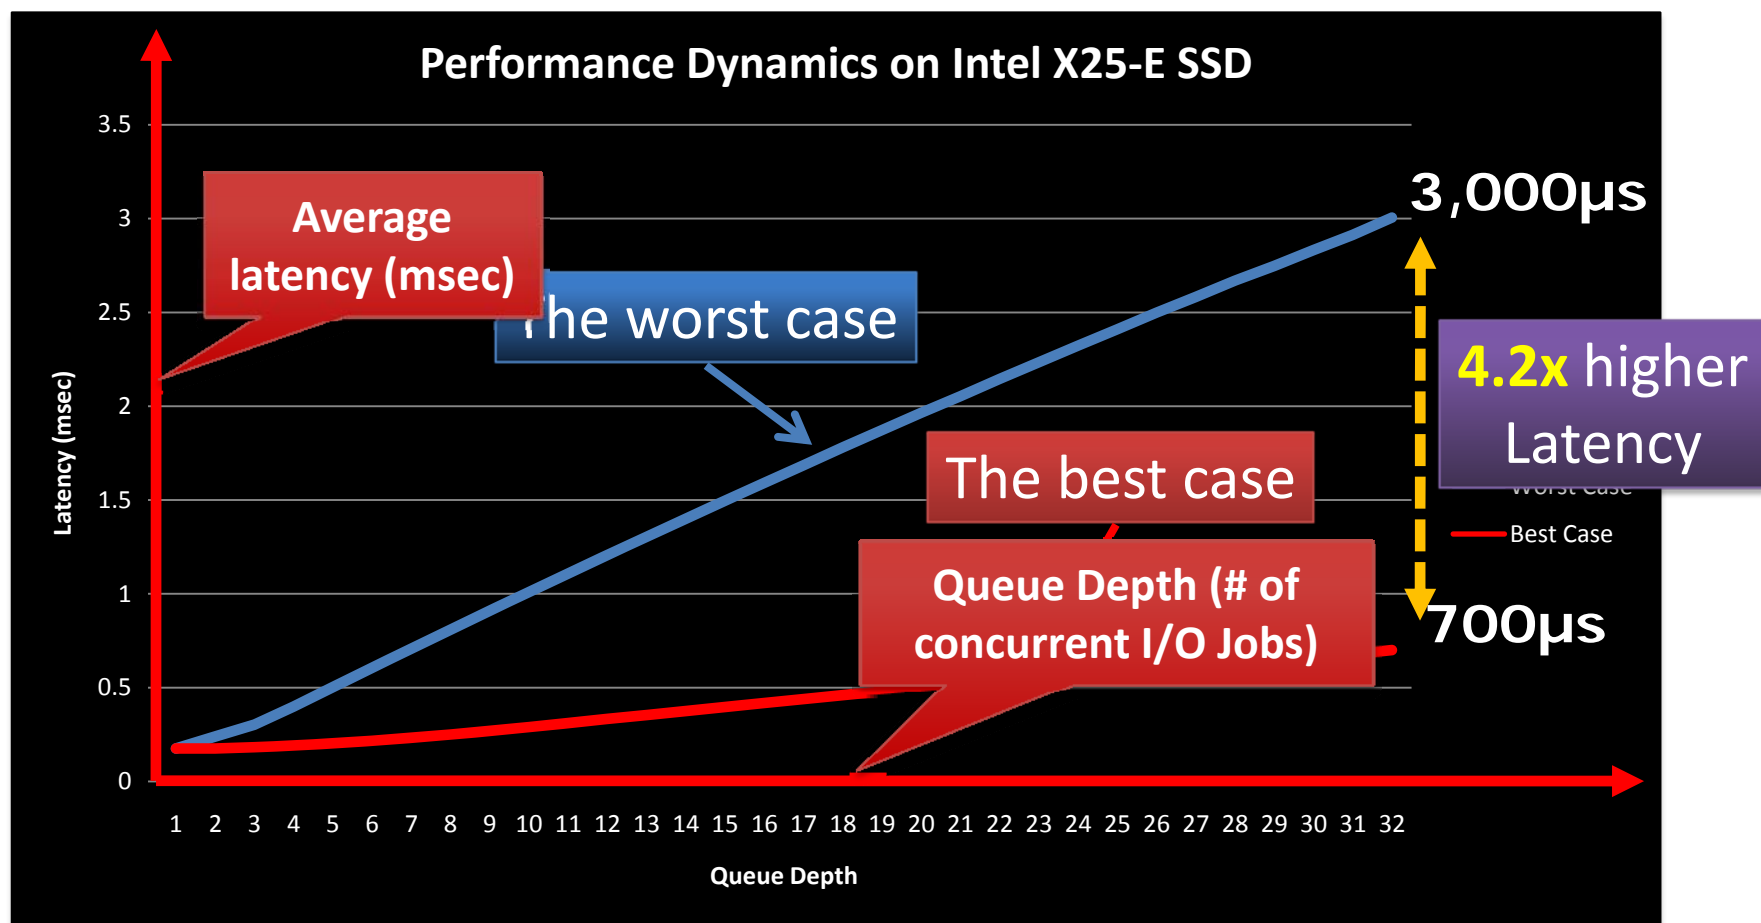 Performance Dynamics on Intel X25-E SSD
3.5
3
2.5
2
1.5
1
0.5
0
Latency (msec)
Average
latency (msec)
The worst case
The best case
Queue Depth (# of
concurrent I/O Jobs)
3,000µs
4.2x higher
Latency
Worst Case
Best Case
700µs
1 2 3 4 5 6 7 8 9 10 11 12 13 14 15 16 17 18 19 20 21 22 23 24 25 26 27 28 29 30 31 32
Queue Depth